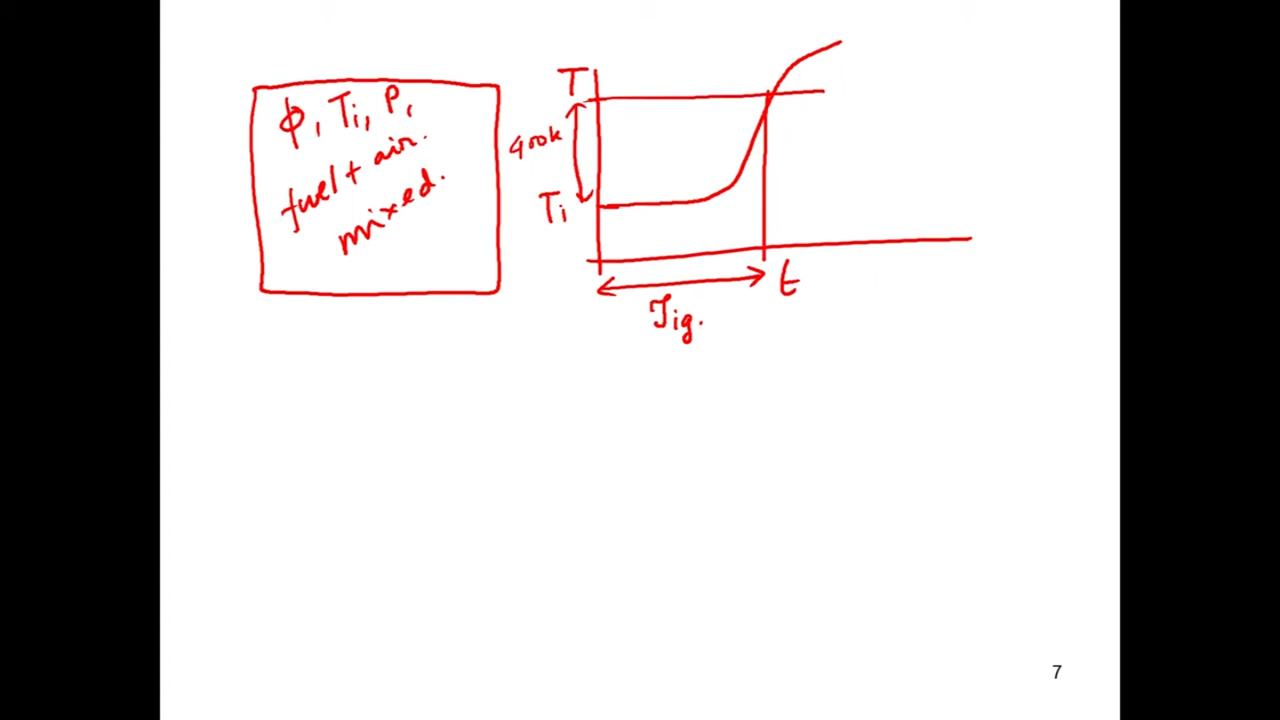 φ, Ti, P,
fuel + air.
mixed.
T
400k
Ti
t
τig.
7